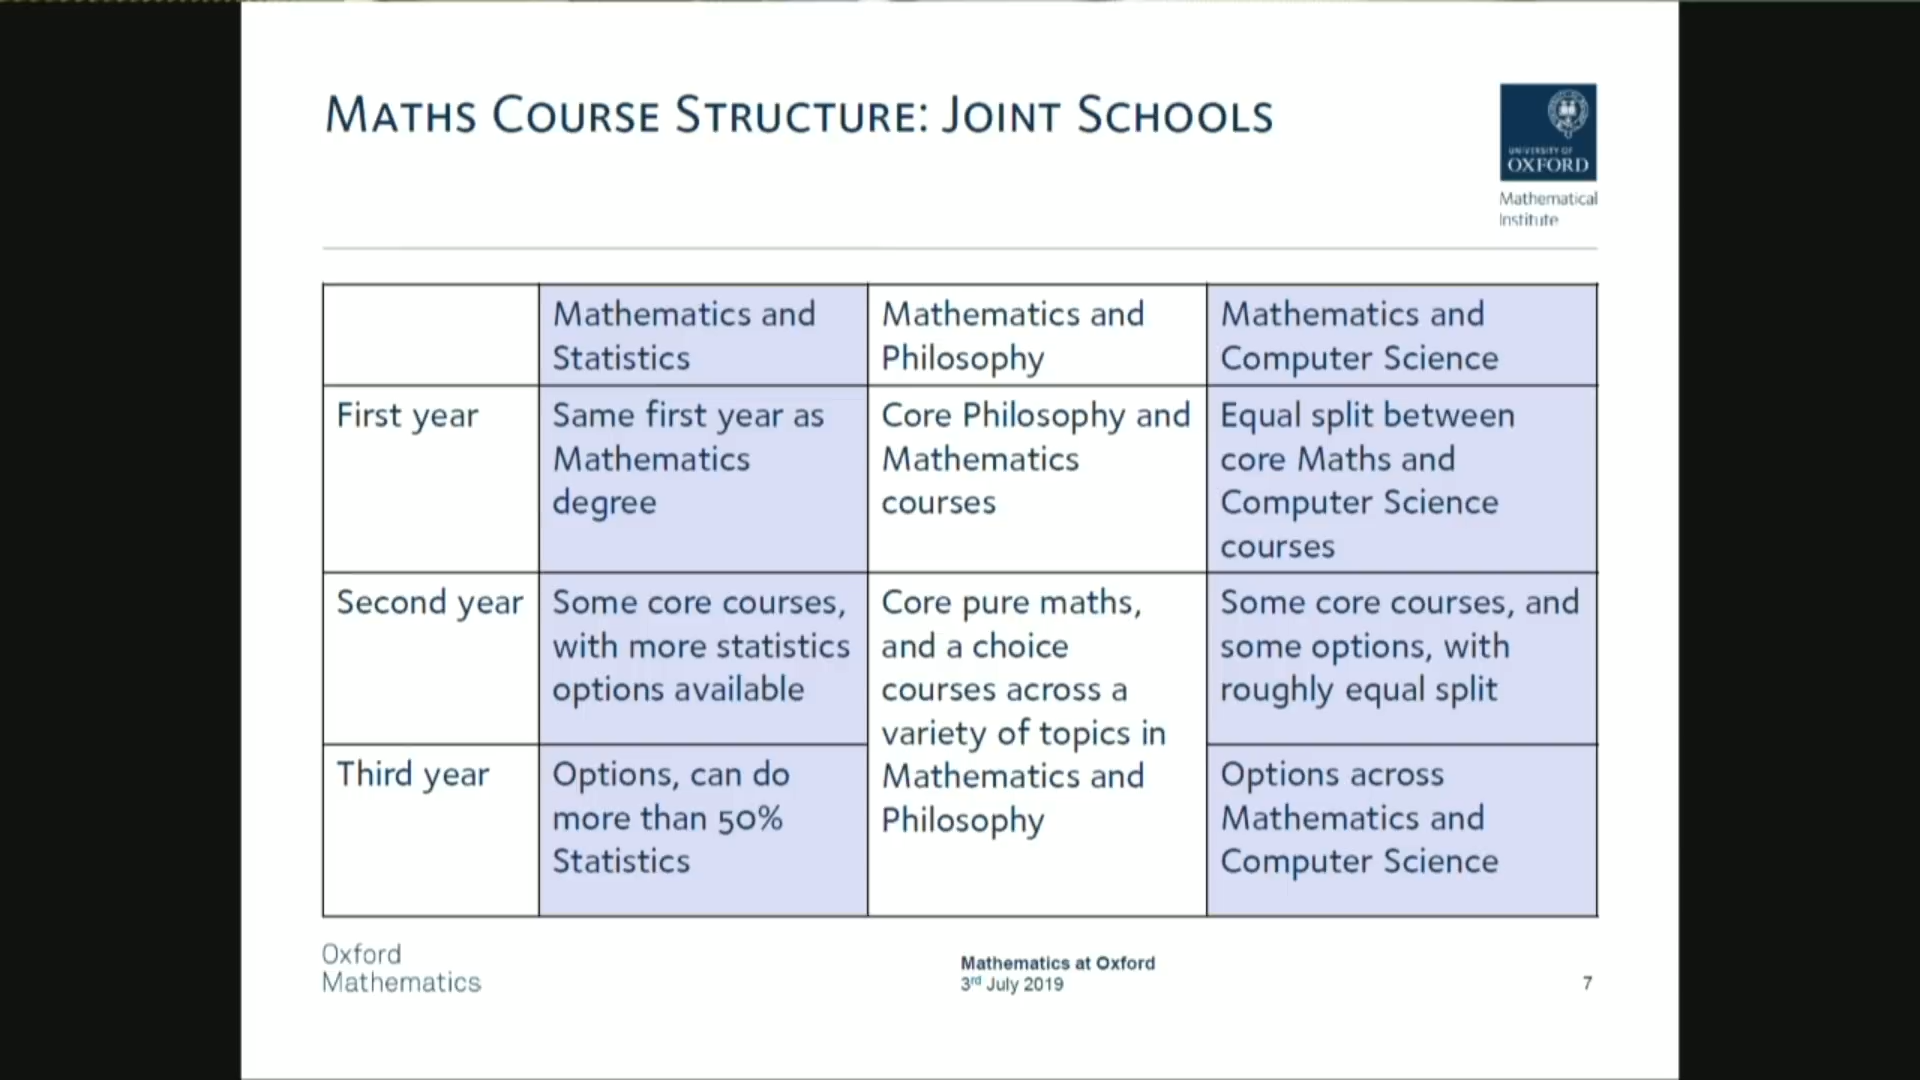 MATHS COURSE STRUCTURE: JOINT SCHOOLS
UNIVERSITY OF
OXFORD
Mathematical
Institute
Mathematics and
Statistics
Mathematics and
Philosophy
Mathematics and
Computer Science
First year
Same first year as
Mathematics
degree
Core Philosophy and
Mathematics
courses
Equal split between
core Maths and
Computer Science
courses
Second year
Some core courses,
with more statistics
options available
Core pure maths,
and a choice
courses across a
variety of topics in
Mathematics and
Philosophy
Some core courses, and
some options, with
roughly equal split
Third year
Options, can do
more than 50%
Statistics
Options across
Mathematics and
Computer Science
Oxford
Mathematics
Mathematics at Oxford
3rd July 2019
7